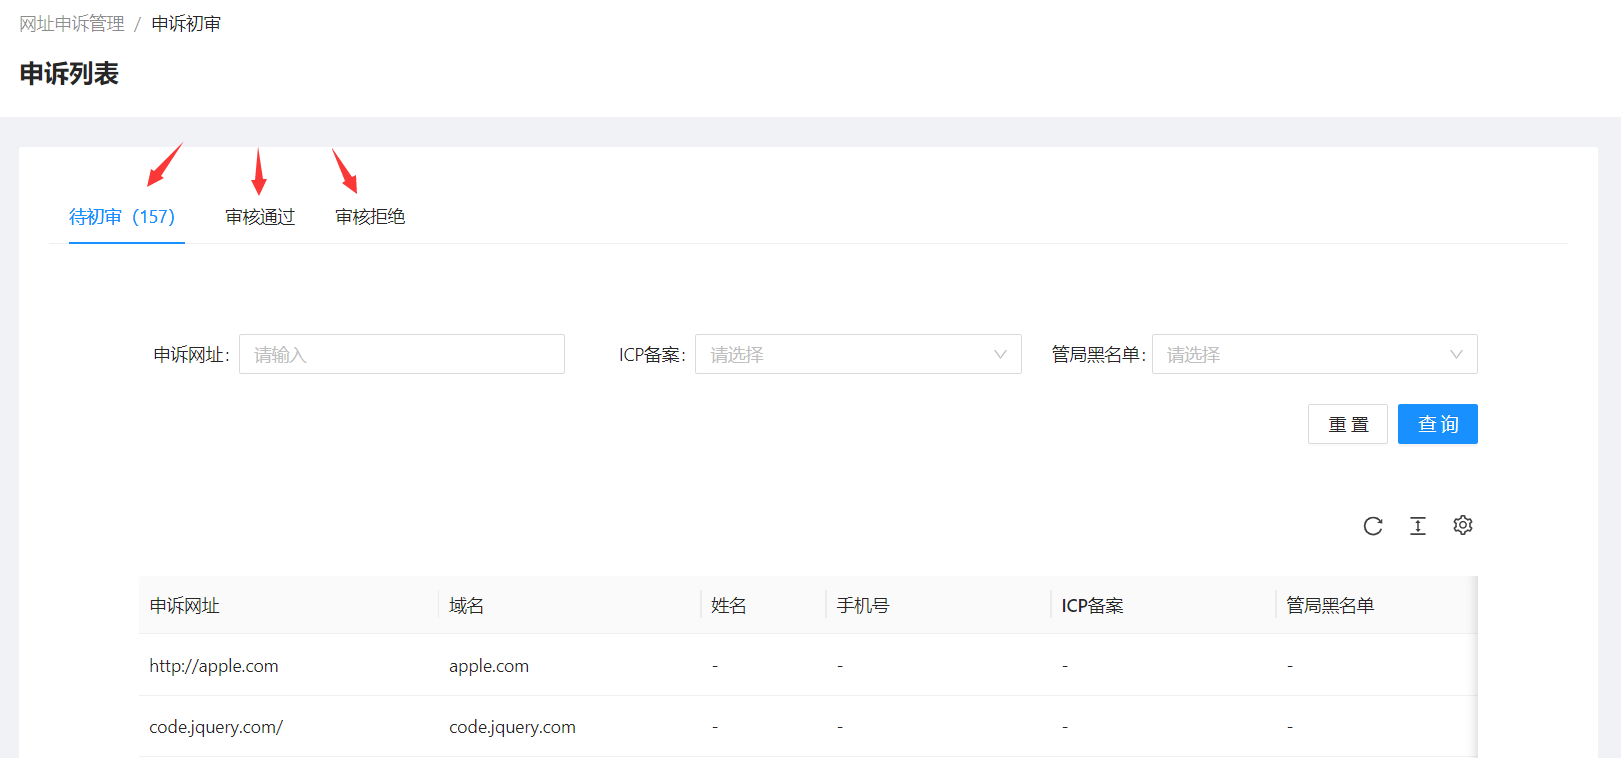 网址申诉管理 / 申诉初审
申诉列表
待初审（157） 审核通过 审核拒绝
申诉网址: 请输入 ICP备案: 请选择 管局黑名单: 请选择
重 置 查 询
申诉网址 域名 姓名 手机号 ICP备案 管局黑名单
http://apple.com apple.com - - - -
code.jquery.com/ code.jquery.com - - - -